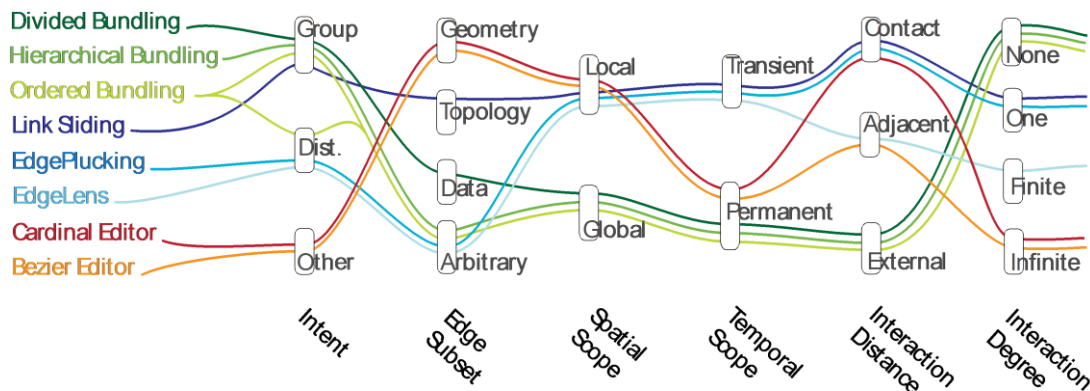 Divided Bundling
Hierarchical Bundling
Ordered Bundling
Link Sliding
EdgePlucking
EdgeLens
Cardinal Editor
Bezier Editor
Group
Dist.
Other
Geometry
Topology
Data
Arbitrary
Local
Global
Transient
Permanent
Contact
Adjacent
External
None
One
Finite
Infinite
Intent
Edge
Subset
Spatial
Scope
Temporal
Scope
Interaction
Distance
Interaction
Degree